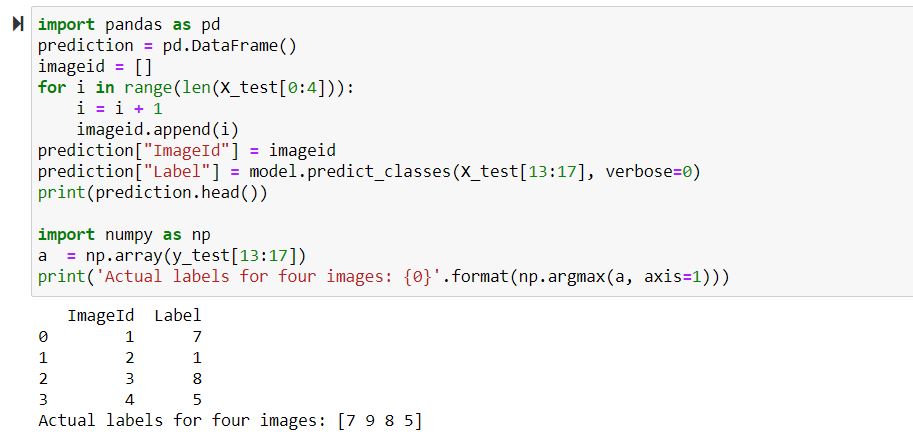 import pandas as pd
prediction = pd.DataFrame()
imageid = []
for i in range(len(X_test[0:4])):
    i = i + 1
    imageid.append(i)
prediction["ImageId"] = imageid
prediction["Label"] = model.predict_classes(X_test[13:17], verbose=0)
print(prediction.head())

import numpy as np
a  = np.array(y_test[13:17])
print('Actual labels for four images: {0}'.format(np.argmax(a, axis=1)))
   ImageId  Label
0        1      7
1        2      1
2        3      8
3        4      5
Actual labels for four images: [7 9 8 5]